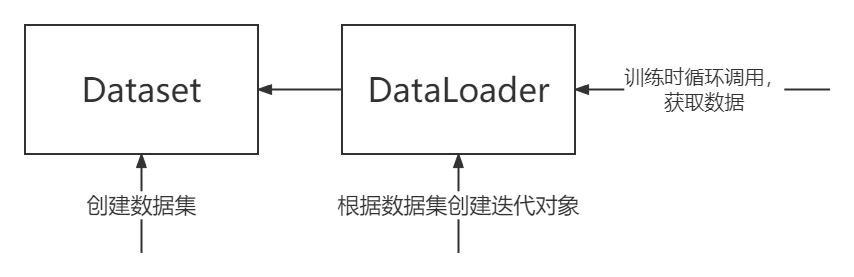 Dataset
DataLoader
训练时循环调用，
获取数据
创建数据集
根据数据集创建迭代对象